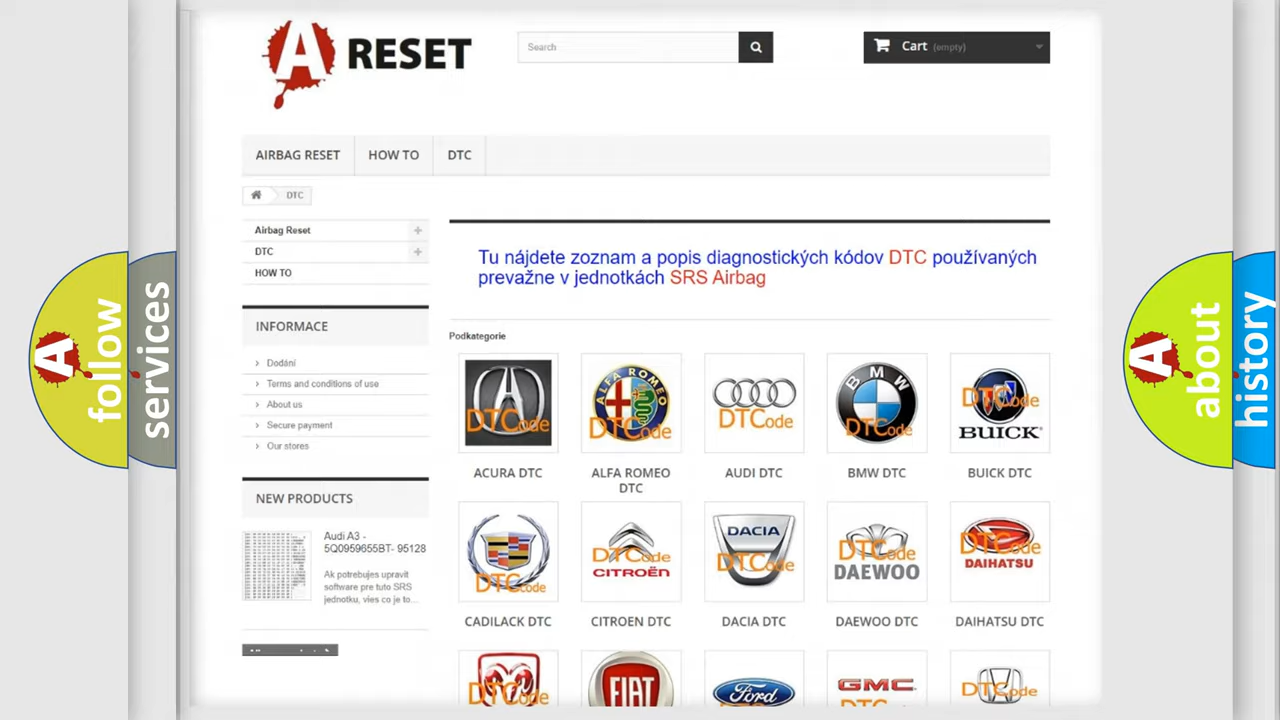 A RESET
Search
Cart (empty)
AIRBAG RESET
HOW TO
DTC
DTC
Airbag Reset
DTC
HOW TO
INFORMACE
Dodání
Terms and conditions of use
About us
Secure payment
Our stores
NEW PRODUCTS
Audi A3 -
5Q0959655BT- 95128
Ak potrebujes upravit
software pre tuto SRS
jednotku, vies co je to...
Tu nájdete zoznam a popis diagnostických kódov DTC používaných
prevažne v jednotkách SRS Airbag
Podkategorie
DTCode
ALFA ROMEO
DTCode
DTCode
BMW
DTCode
DTCode
BUICK
ACURA DTC
ALFA ROMEO
DTC
AUDI DTC
BMW DTC
BUICK DTC
DTCode
DTCode
CITROËN
DACIA
DTCode
DTCode
DAEWOO
DTCode
DAIHATSU
CADILACK DTC
CITROEN DTC
DACIA DTC
DAEWOO DTC
DAIHATSU DTC
DTCode
FIAT
Ford
GMC
DTCode
A
follow
services
A
about
history